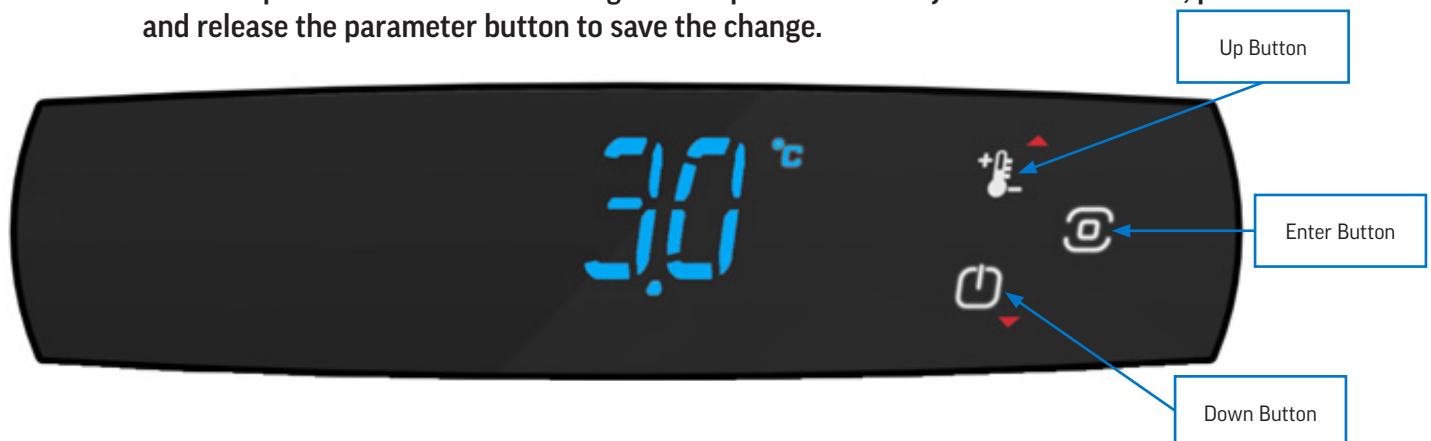 and release the parameter button to save the change.
Up Button
3.0 °C
Enter Button
Down Button